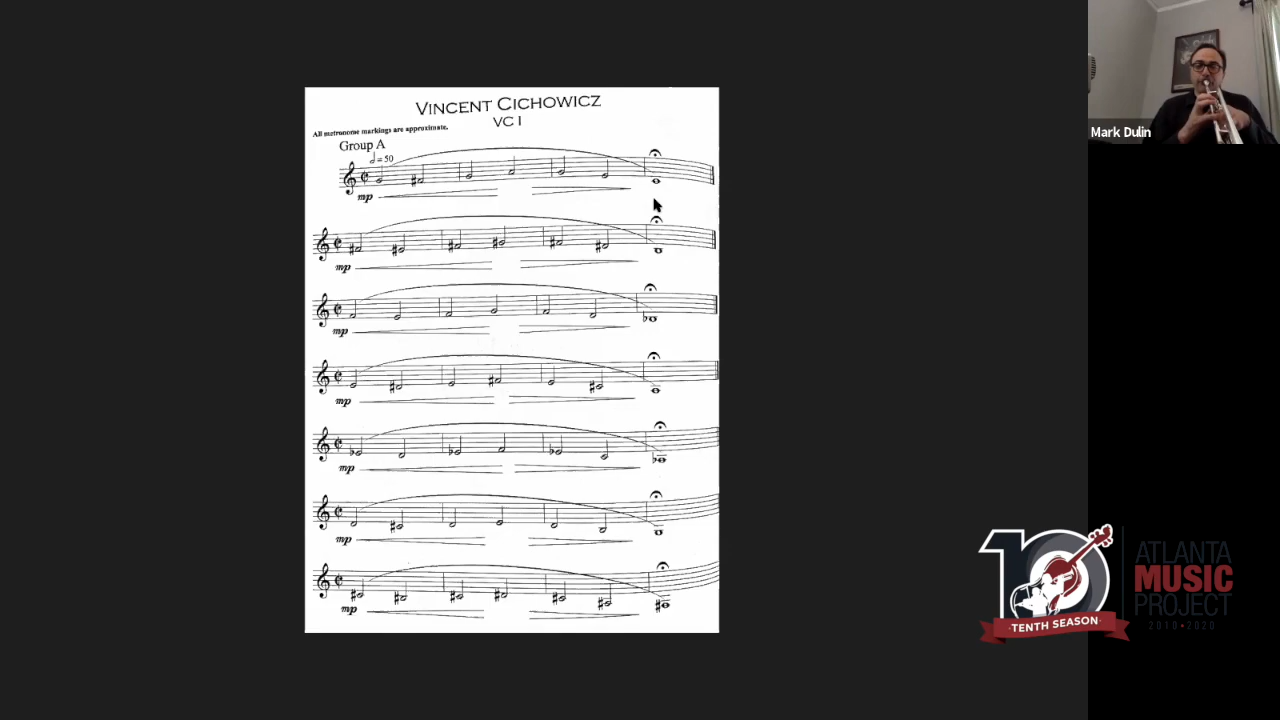 VINCENT CICHOWICZ
VC I
All metronome markings are approximate.
Group A
= 50
mp
mp
mp
mp
mp
mp
mp
Mark Dulin
10
TENTH SEASON
ATLANTA
MUSIC
PROJECT
2010•2020